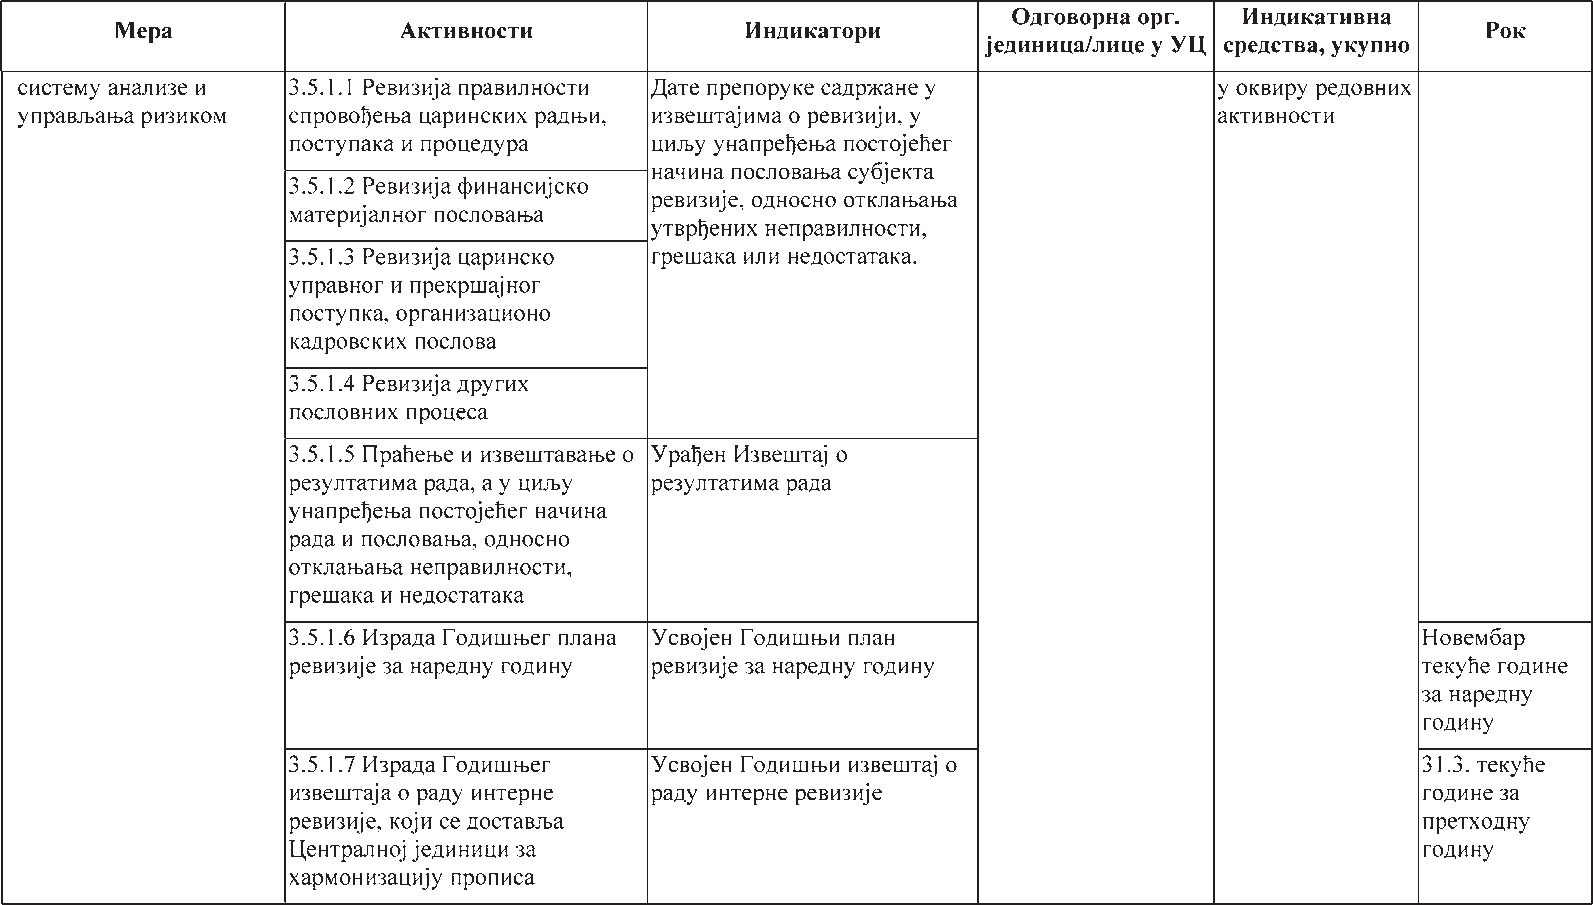 Мера
Активности
Индикатори
Одговорна орг.
јединица/лице у УЦ
Индикативна
средства, укупно
Рок
систему анализе и
управљања ризиком
3.5.1.1 Ревизија правилности
спровођења царинских радњи,
поступака и процедура
Дате препоруке садржане у
извештајима о ревизији, у
циљу унапређења постојећег
начина пословања субјекта
ревизије, односно отклањања
утврђених неправилности,
грешака или недостатака.
у оквиру редовних
активности
3.5.1.2 Ревизија финансијско
материјалног пословања
3.5.1.3 Ревизија царинско
управног и прекршајног
поступка, организационо
кадровских послова
3.5.1.4 Ревизија других
пословних процеса
3.5.1.5 Праћење и извештавање о
резултатима рада, а у циљу
унапређења постојећег начина
рада и пословања, односно
отклањања неправилности,
грешака и недостатака
Урађен Извештај о
резултатима рада
3.5.1.6 Израда Годишњег плана
ревизије за наредну годину
Усвојен Годишњи план
ревизије за наредну годину
Новембар
текуће године
за наредну
годину
3.5.1.7 Израда Годишњег
извештаја о раду интерне
ревизије, који се доставља
Централној јединици за
хармонизацију прописа
Усвојен Годишњи извештај о
раду интерне ревизије
31.3. текуће
године за
претходну
годину